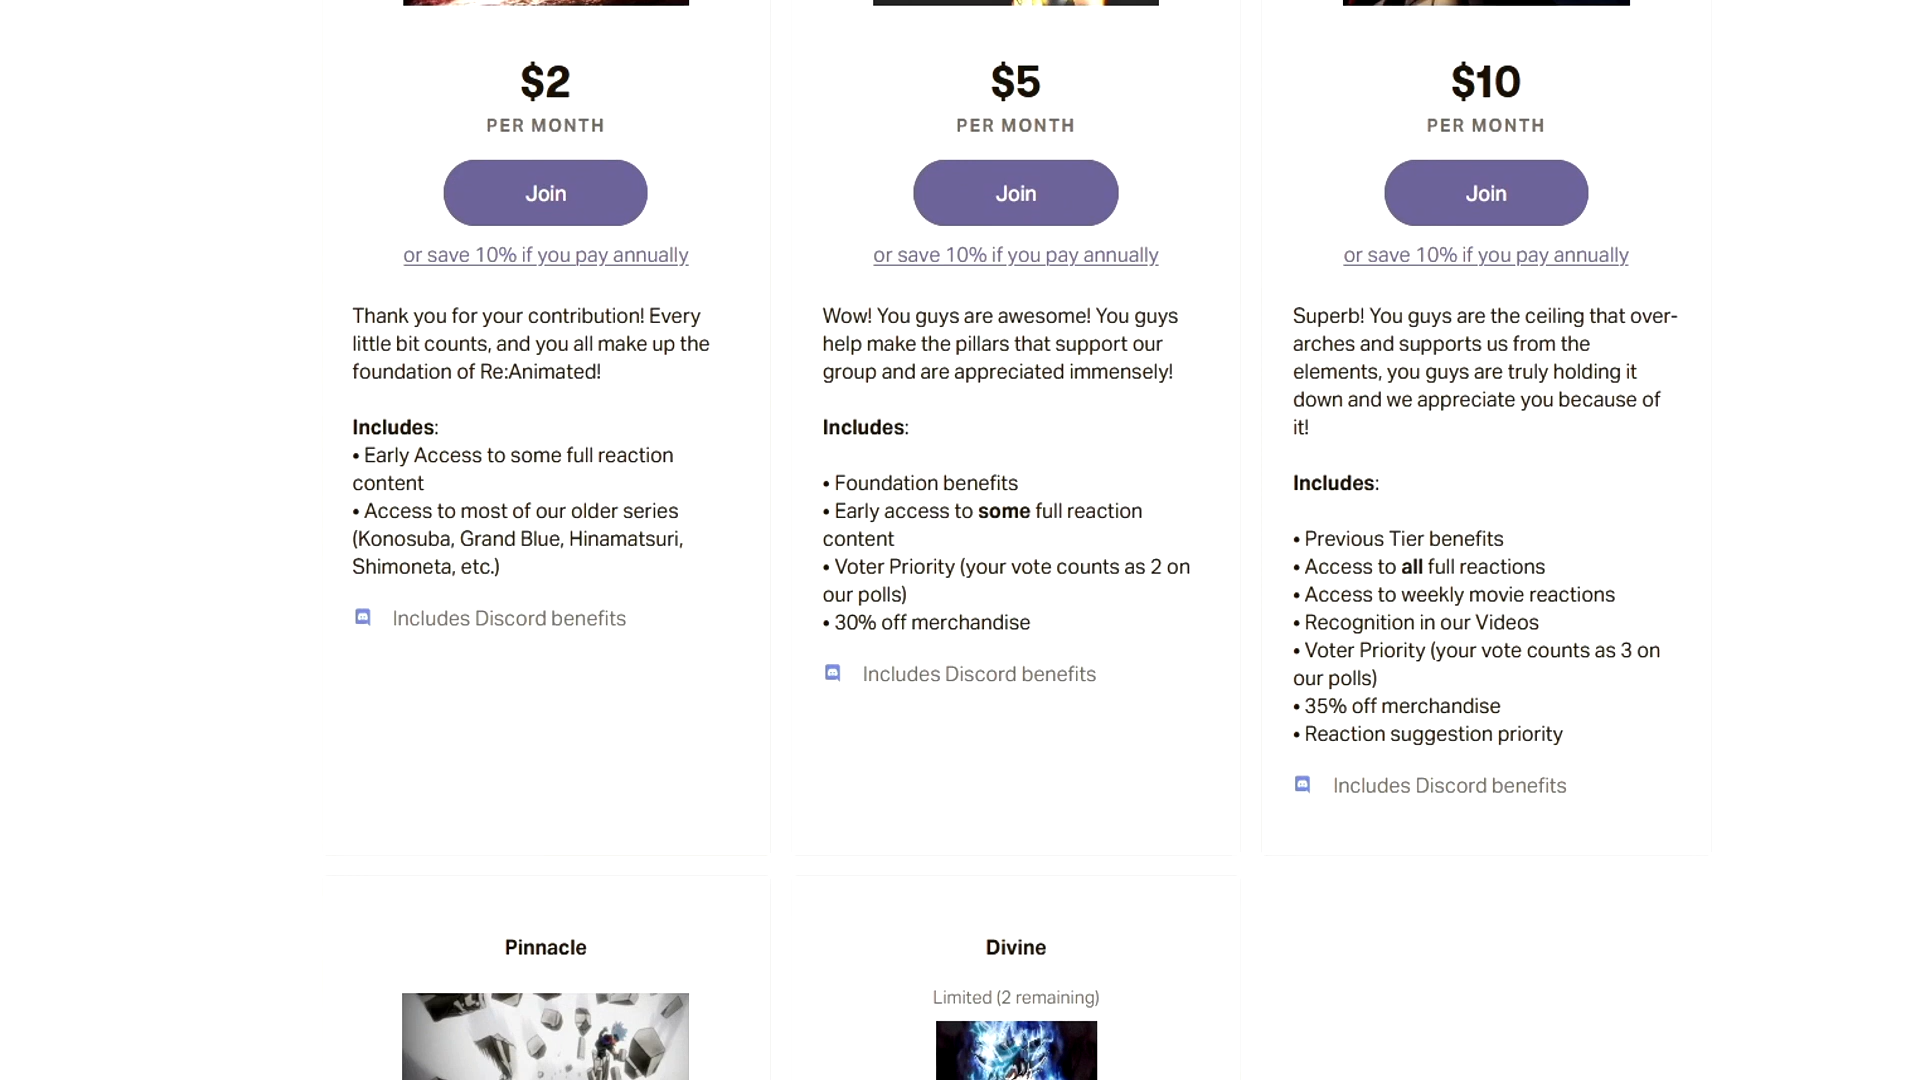 $2
PER MONTH
Join
or save 10% if you pay annually
Thank you for your contribution! Every
little bit counts, and you all make up the
foundation of Re:Animated!
Includes:
• Early Access to some full reaction
content
• Access to most of our older series
(Konosuba, Grand Blue, Hinamatsuri,
Shimoneta, etc.)
Includes Discord benefits
$5
PER MONTH
Join
or save 10% if you pay annually
Wow! You guys are awesome! You guys
help make the pillars that support our
group and are appreciated immensely!
Includes:
• Foundation benefits
• Early access to some full reaction
content
• Voter Priority (your vote counts as 2 on
our polls)
• 30% off merchandise
Includes Discord benefits
$10
PER MONTH
Join
or save 10% if you pay annually
Superb! You guys are the ceiling that over-
arches and supports us from the
elements, you guys are truly holding it
down and we appreciate you because of
it!
Includes:
• Previous Tier benefits
• Access to all full reactions
• Access to weekly movie reactions
• Recognition in our Videos
• Voter Priority (your vote counts as 3 on
our polls)
• 35% off merchandise
• Reaction suggestion priority
Includes Discord benefits
Pinnacle
Divine
Limited (2 remaining)